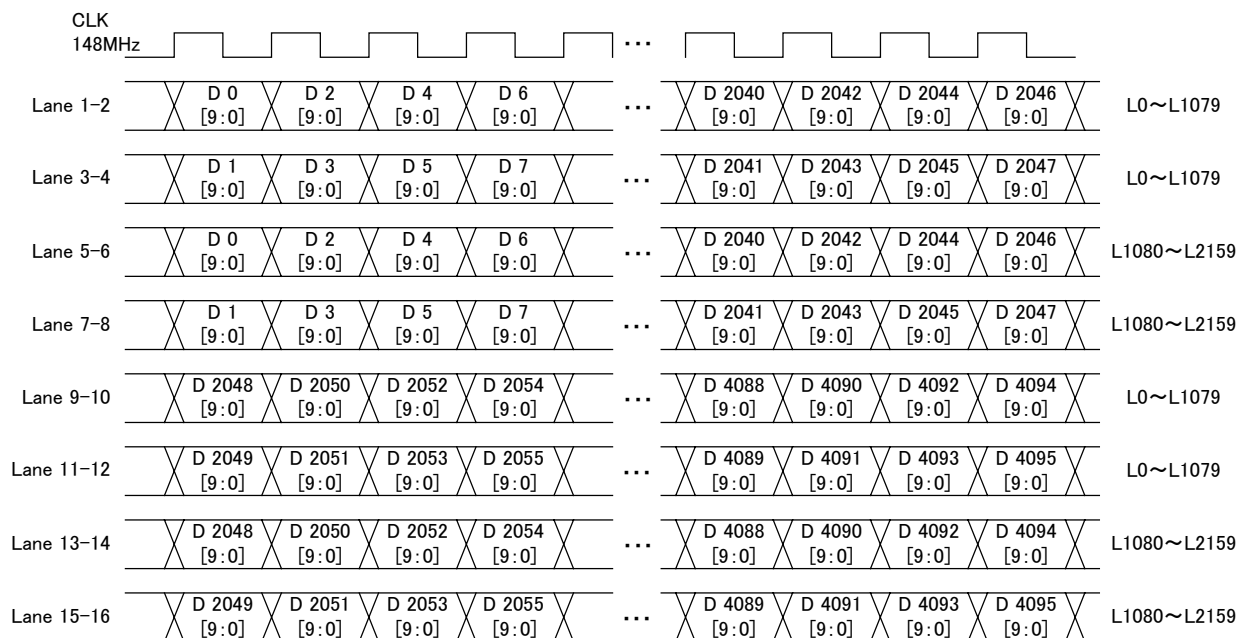 CLK
148MHz
...
Lane 1-2 D 0 [9:0] D 2 [9:0] D 4 [9:0] D 6 [9:0] ... D 2040 [9:0] D 2042 [9:0] D 2044 [9:0] D 2046 [9:0] L0～L1079
Lane 3-4 D 1 [9:0] D 3 [9:0] D 5 [9:0] D 7 [9:0] ... D 2041 [9:0] D 2043 [9:0] D 2045 [9:0] D 2047 [9:0] L0～L1079
Lane 5-6 D 0 [9:0] D 2 [9:0] D 4 [9:0] D 6 [9:0] ... D 2040 [9:0] D 2042 [9:0] D 2044 [9:0] D 2046 [9:0] L1080～L2159
Lane 7-8 D 1 [9:0] D 3 [9:0] D 5 [9:0] D 7 [9:0] ... D 2041 [9:0] D 2043 [9:0] D 2045 [9:0] D 2047 [9:0] L1080～L2159
Lane 9-10 D 2048 [9:0] D 2050 [9:0] D 2052 [9:0] D 2054 [9:0] ... D 4088 [9:0] D 4090 [9:0] D 4092 [9:0] D 4094 [9:0] L0～L1079
Lane 11-12 D 2049 [9:0] D 2051 [9:0] D 2053 [9:0] D 2055 [9:0] ... D 4089 [9:0] D 4091 [9:0] D 4093 [9:0] D 4095 [9:0] L0～L1079
Lane 13-14 D 2048 [9:0] D 2050 [9:0] D 2052 [9:0] D 2054 [9:0] ... D 4088 [9:0] D 4090 [9:0] D 4092 [9:0] D 4094 [9:0] L1080～L2159
Lane 15-16 D 2049 [9:0] D 2051 [9:0] D 2053 [9:0] D 2055 [9:0] ... D 4089 [9:0] D 4091 [9:0] D 4093 [9:0] D 4095 [9:0] L1080～L2159